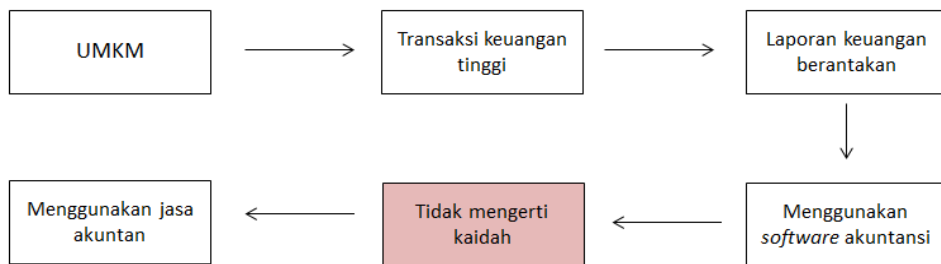 UMKM
Transaksi keuangan
tinggi
Laporan keuangan
berantakan
Menggunakan
software akuntansi
Tidak mengerti
kaidah
Menggunakan jasa
akuntan